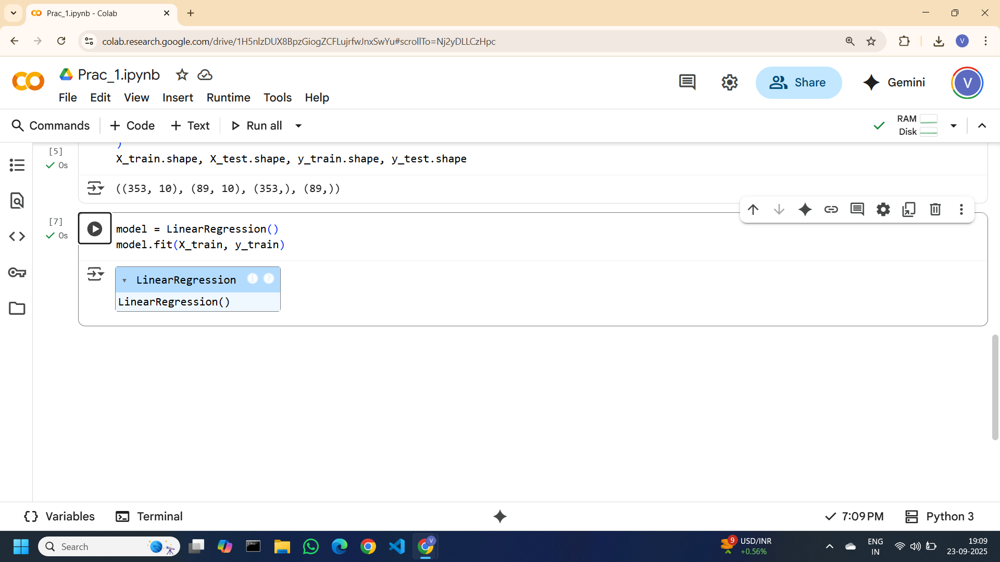 Prac_1.ipynb - Colab
colab.research.google.com/drive/1H5nlzDUX8BpzGiogZCFLujrfwJnxSwYu#scrollTo=Nj2yDLLCzHpc
V
Prac_1.ipynb
Share
Gemini
V
File Edit View Insert Runtime Tools Help
Commands + Code + Text Run all
RAM
Disk
[5]
0s
)
X_train.shape, X_test.shape, y_train.shape, y_test.shape
((353, 10), (89, 10), (353,), (89,))
[7]
0s
model = LinearRegression()
model.fit(X_train, y_train)
LinearRegression i ?
LinearRegression()
{} Variables
Terminal
7:09 PM
Python 3
Search
V
9
USD/INR
+0.56%
ENG
IN
19:09
23-09-2025